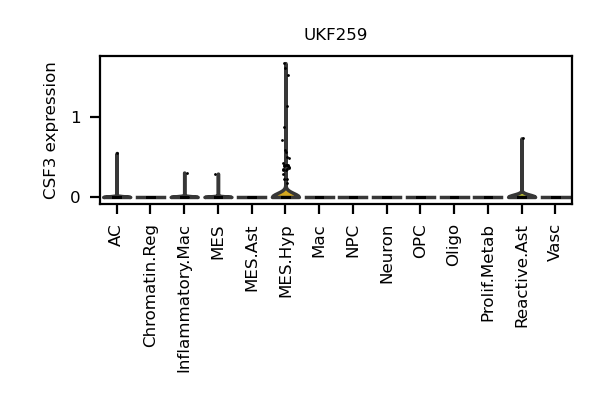 UKF259
CSF3 expression
1
0
AC
Chromatin.Reg
Inflammatory.Mac
MES
MES.Ast
MES.Hyp
Mac
NPC
Neuron
OPC
Oligo
Prolif.Metab
Reactive.Ast
Vasc